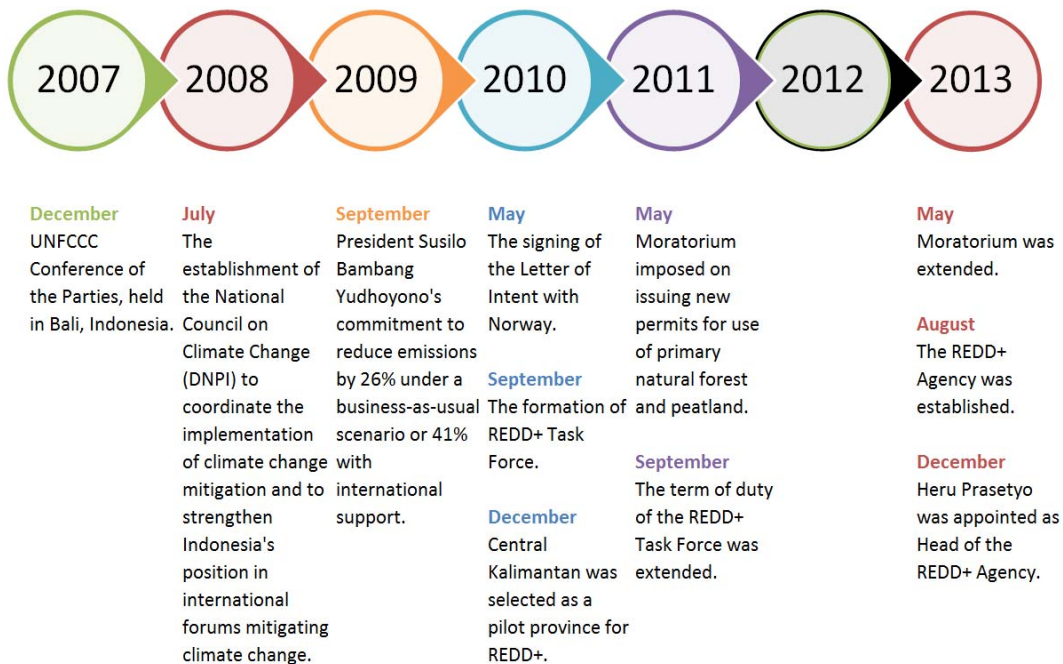 2007
2008
2009
2010
2011
2012
2013
December
UNFCCC
Conference of
the Parties, held
in Bali, Indonesia.
July
The
establishment of
the National
Council on
Climate Change
(DNPI) to
coordinate the
implementation
of climate change
mitigation and to
strengthen
Indonesia's
position in
international
forums mitigating
climate change.
September
President Susilo
Bambang
Yudhoyono's
commitment to
reduce emissions
by 26% under a
business-as-usual
scenario or 41%
with
international
support.
May
The signing of
the Letter of
Intent with
Norway.
September
The formation of
REDD+ Task
Force.
December
Central
Kalimantan was
selected as a
pilot province for
REDD+.
May
Moratorium
imposed on
issuing new
permits for use
of primary
natural forest
and peatland.
September
The term of duty
of the REDD+
Task Force was
extended.
May
Moratorium was
extended.
August
The REDD+
Agency was
established.
December
Heru Prasetyo
was appointed as
Head of the
REDD+ Agency.